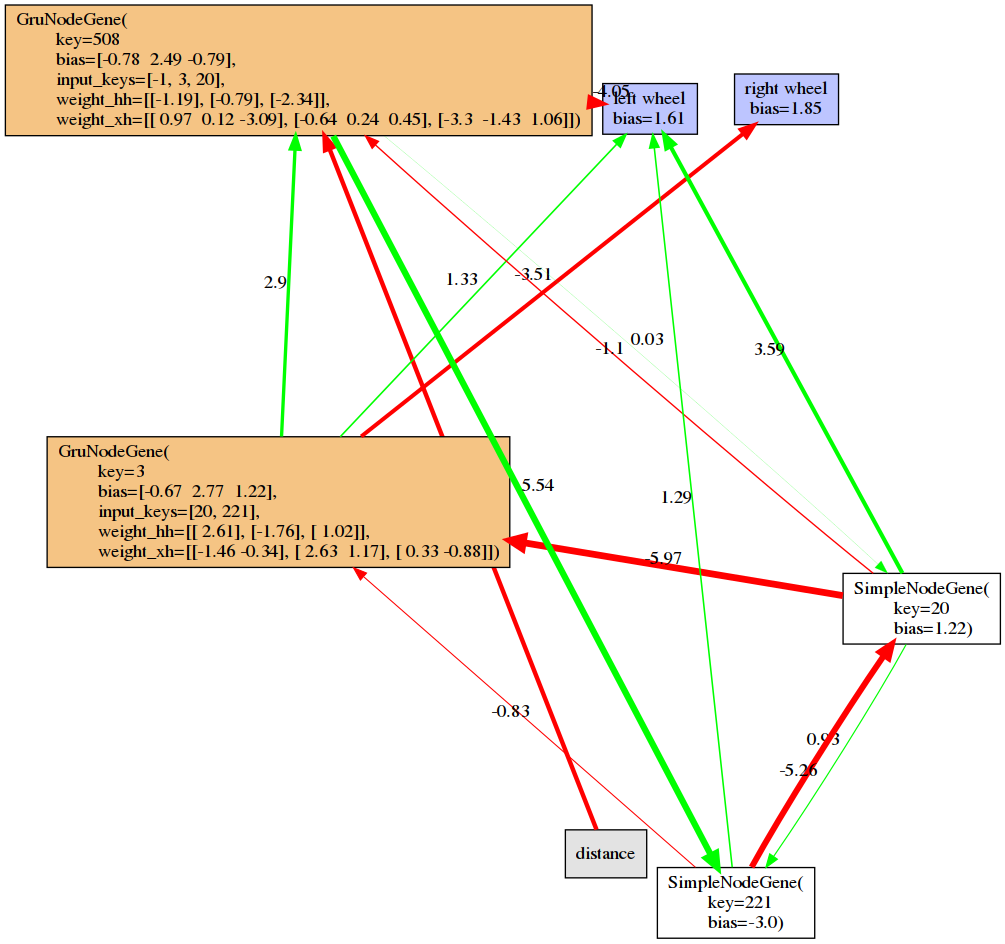 GruNodeGene(
key=508
bias=[-0.78 2.49 -0.79],
input_keys=[-1, 3, 20],
weight_hh=[[-1.19], [-0.79], [-2.34]],
weight_xh=[[ 0.97 0.12 -3.09], [-0.64 0.24 0.45], [-3.3 -1.43 1.06]])
-4.05
left wheel
bias=1.61
right wheel
bias=1.85
2.9
1.33
-3.51
-1.1
0.03
3.59
GruNodeGene(
key=3
bias=[-0.67 2.77 1.22],
input_keys=[20, 221],
weight_hh=[[ 2.61], [-1.76], [ 1.02]],
weight_xh=[[-1.46 -0.34], [ 2.63 1.17], [ 0.33 -0.88]])
5.54
1.29
-5.97
SimpleNodeGene(
key=20
bias=1.22)
-0.83
0.93
-5.26
distance
SimpleNodeGene(
key=221
bias=-3.0)